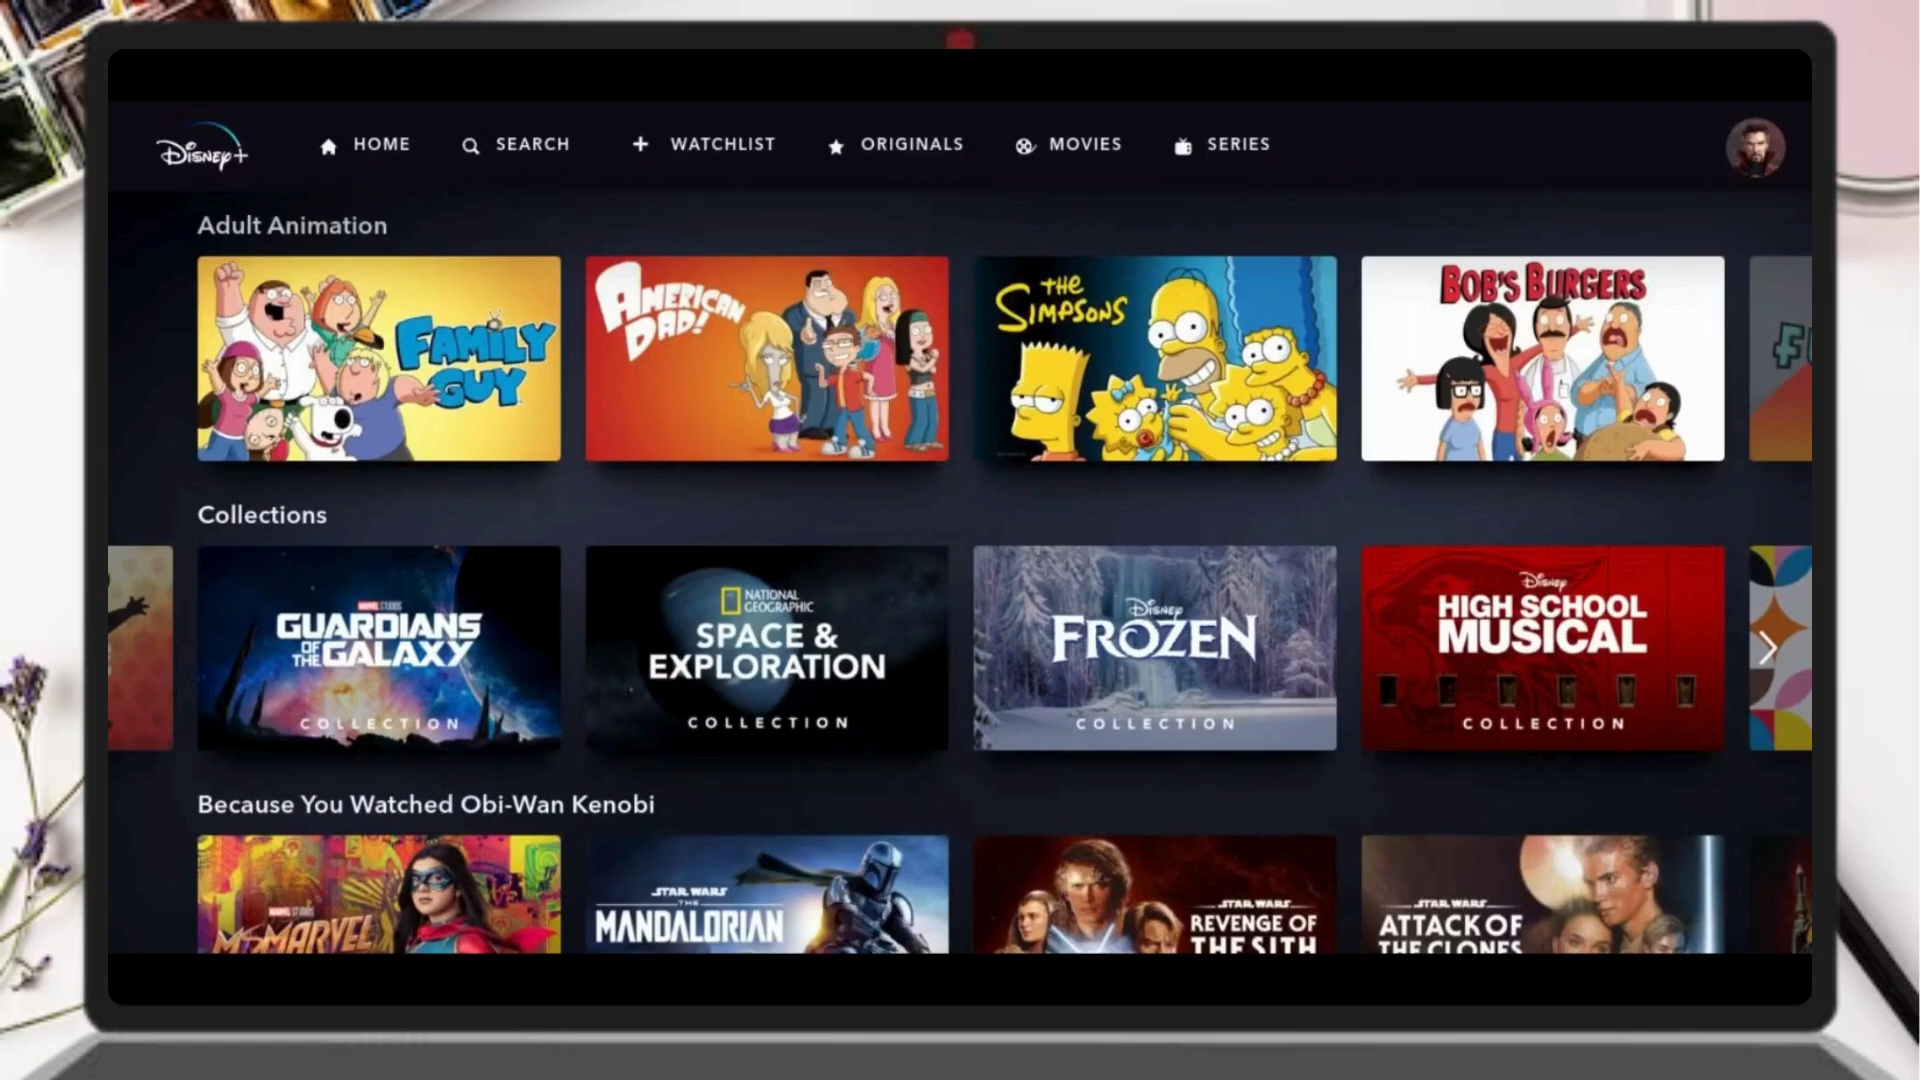 Disney+
HOME
SEARCH
WATCHLIST
ORIGINALS
MOVIES
SERIES
Adult Animation
FAMILY
GUY
AMERICAN
DAD!
THE
SIMPSONS
BOB'S BURGERS
FU
Collections
MARVEL STUDIOS
GUARDIANS
OF THE GALAXY
COLLECTION
NATIONAL
GEOGRAPHIC
SPACE &
EXPLORATION
COLLECTION
Disney
FROZEN
COLLECTION
Disney
HIGH SCHOOL
MUSICAL
COLLECTION
Because You Watched Obi-Wan Kenobi
MARVEL STUDIOS
MS. MARVEL
STAR WARS
THE
MANDALORIAN
STAR WARS
REVENGE OF
THE SITH
STAR WARS
ATTACK OF
THE CLONES